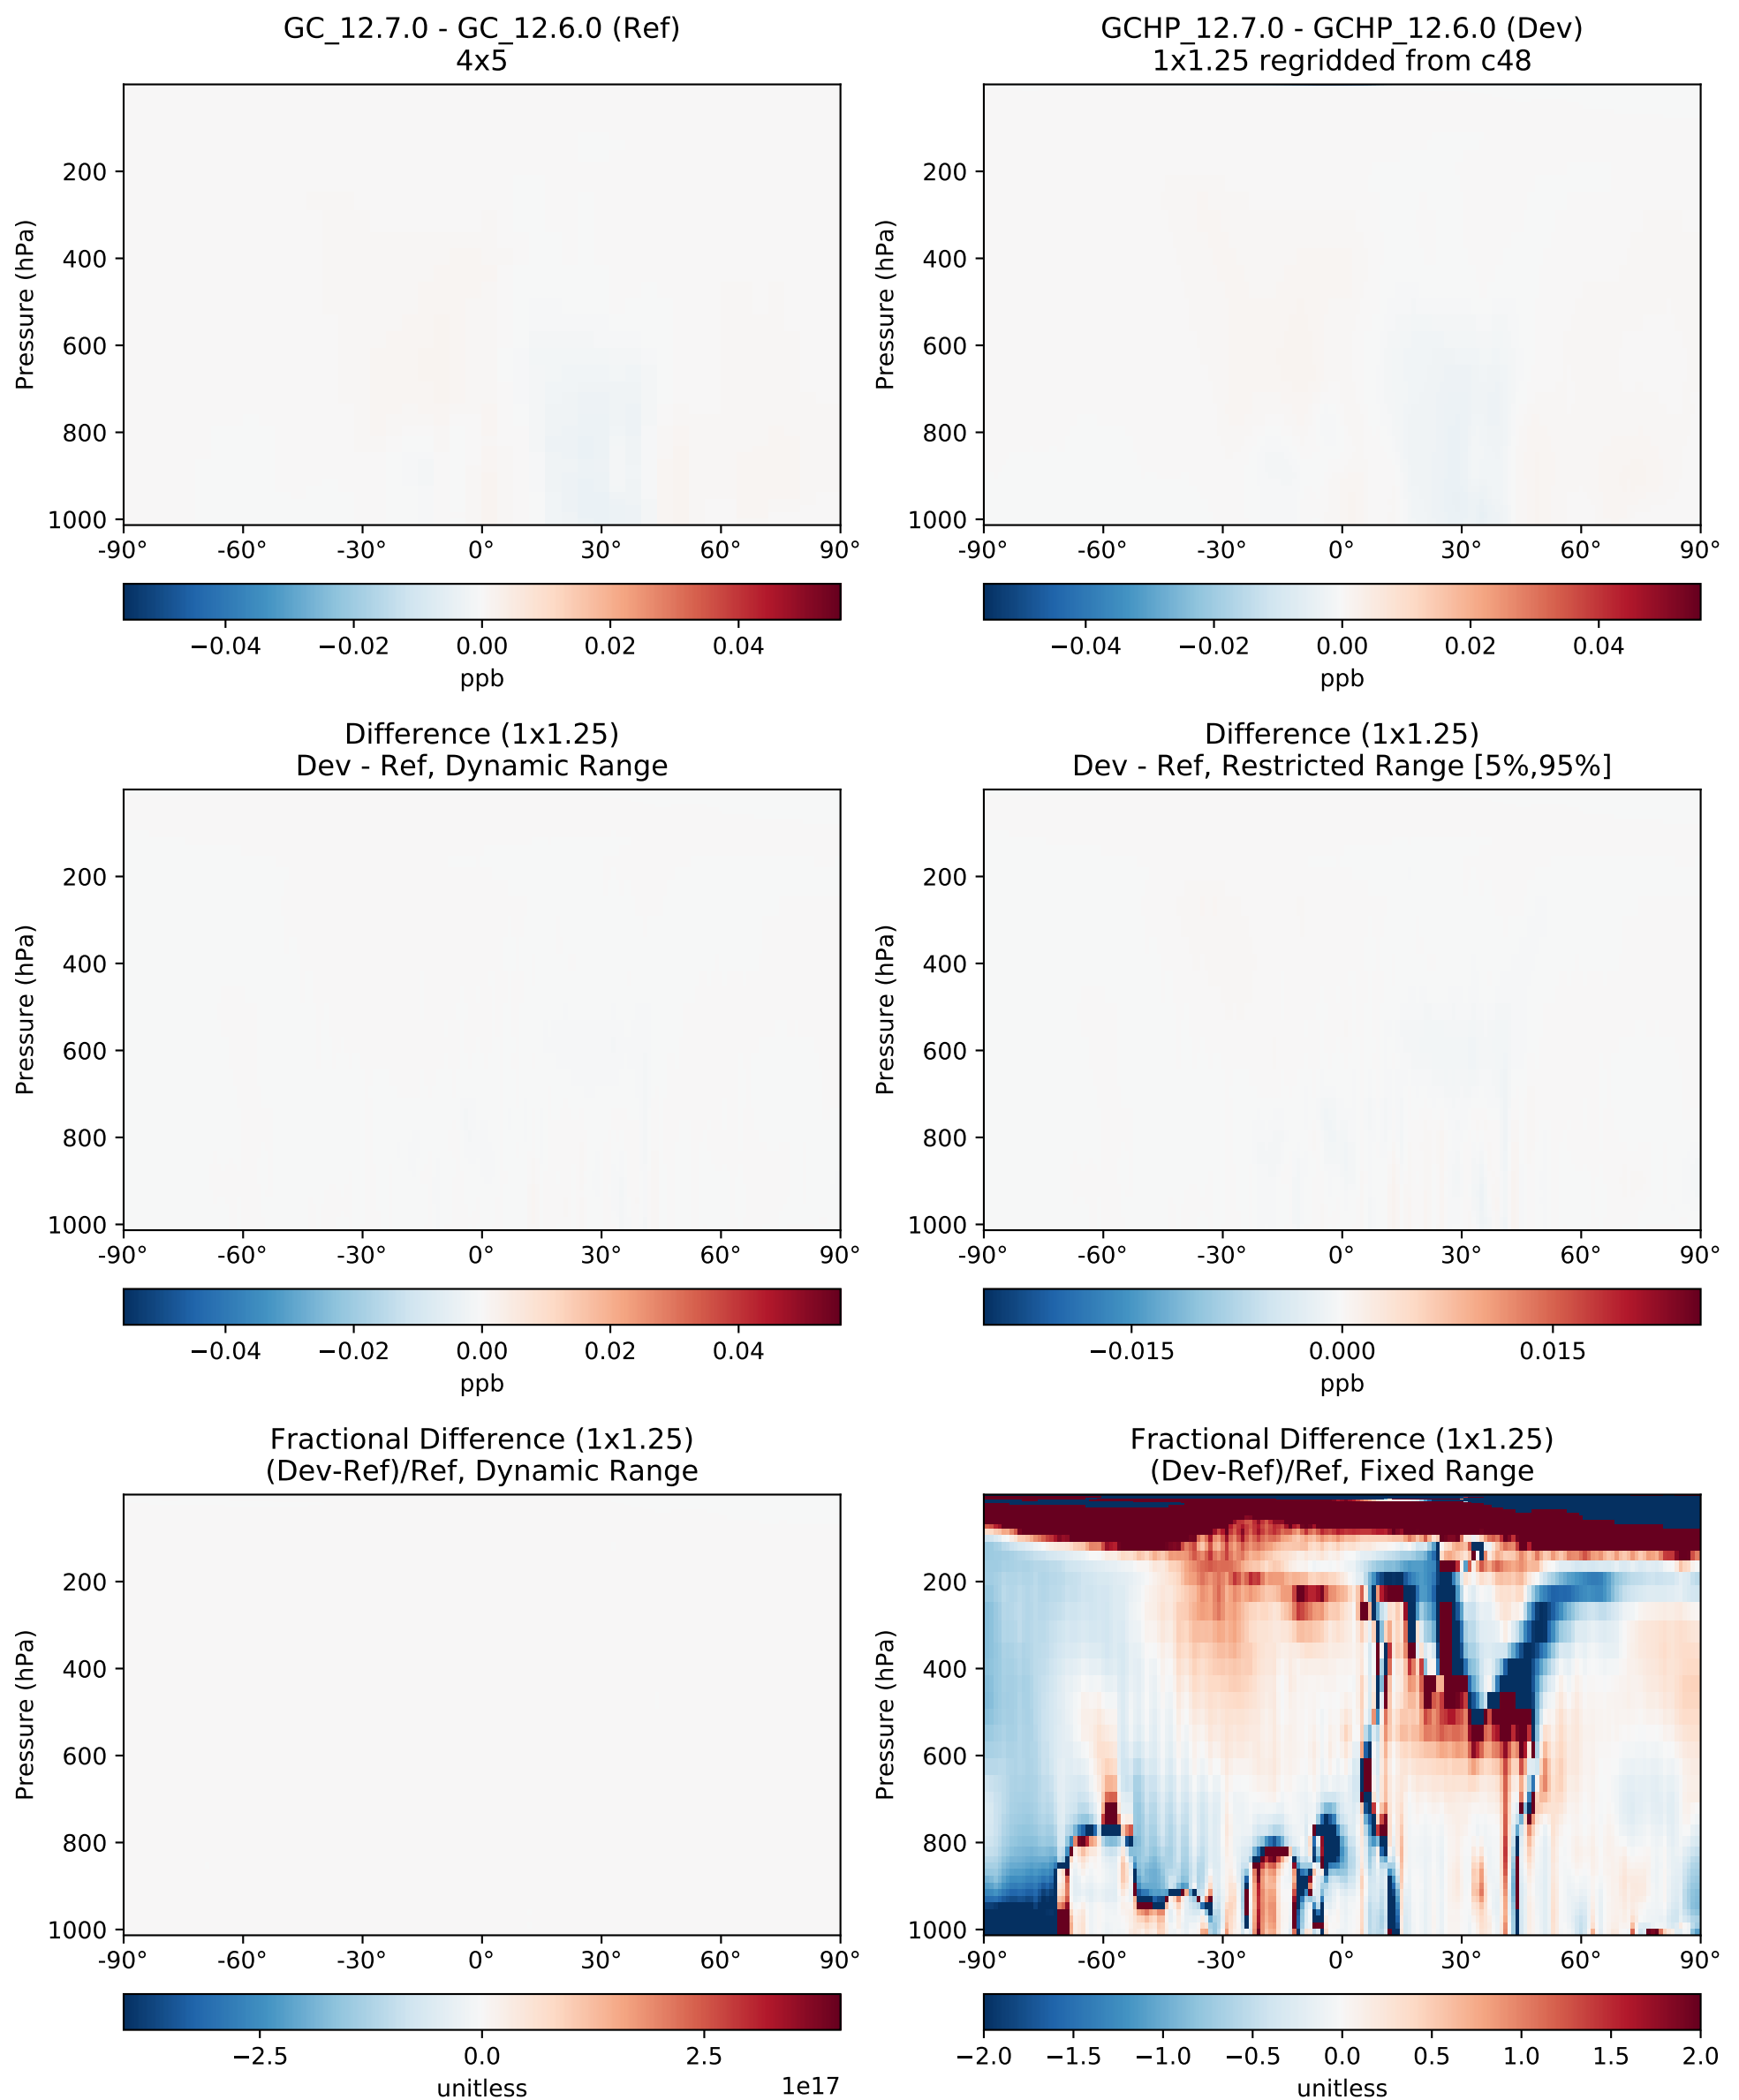 GC_12.7.0 - GC_12.6.0 (Ref)
4x5
Pressure (hPa)
200
400
600
800
1000
-90° -60° -30° 0° 30° 60° 90°
−0.04 −0.02 0.00 0.02 0.04
ppb
GCHP_12.7.0 - GCHP_12.6.0 (Dev)
1x1.25 regridded from c48
Pressure (hPa)
200
400
600
800
1000
-90° -60° -30° 0° 30° 60° 90°
−0.04 −0.02 0.00 0.02 0.04
ppb
Difference (1x1.25)
Dev - Ref, Dynamic Range
Pressure (hPa)
200
400
600
800
1000
-90° -60° -30° 0° 30° 60° 90°
−0.04 −0.02 0.00 0.02 0.04
ppb
Difference (1x1.25)
Dev - Ref, Restricted Range [5%,95%]
Pressure (hPa)
200
400
600
800
1000
-90° -60° -30° 0° 30° 60° 90°
−0.015 0.000 0.015
ppb
Fractional Difference (1x1.25)
(Dev-Ref)/Ref, Dynamic Range
Pressure (hPa)
200
400
600
800
1000
-90° -60° -30° 0° 30° 60° 90°
−2.5 0.0 2.5
unitless 1e17
Fractional Difference (1x1.25)
(Dev-Ref)/Ref, Fixed Range
Pressure (hPa)
200
400
600
800
1000
-90° -60° -30° 0° 30° 60° 90°
−2.0 −1.5 −1.0 −0.5 0.0 0.5 1.0 1.5 2.0
unitless